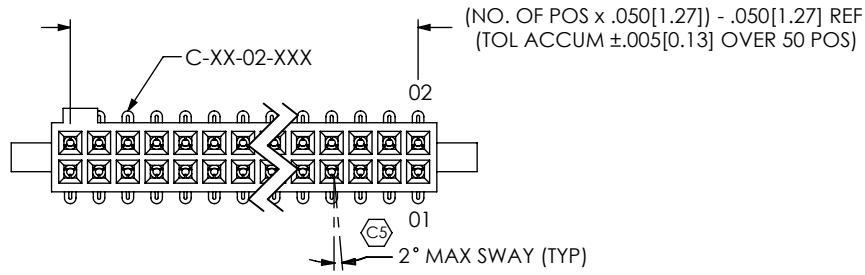 (NO. OF POS x .050[1.27]) - .050[1.27] REF
(TOL ACCUM ±.005[0.13] OVER 50 POS)
C-XX-02-XXX
02
01
C5
2° MAX SWAY (TYP)